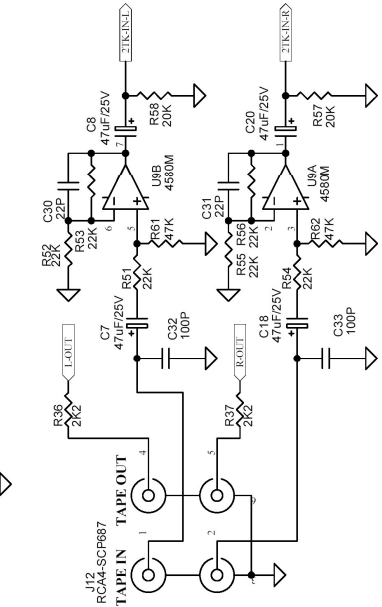 2TK-IN-L
2TK-IN-R
C8
47uF/25V
7
R58
20K
C20
47uF/25V
1
R57
20K
C30
22P
U9B
4580M
C31
22P
U9A
4580M
R52
22K
R53
22K
6
5
R61
47K
R55
22K
R56
22K
2
3
R62
47K
R51
22K
R54
22K
C7
47uF/25V
C32
100P
C18
47uF/25V
C33
100P
L-OUT
R-OUT
R36
2K2
R37
2K2
4
TAPE OUT
5
6
J12
RCA4-SCP687
TAPE IN
1
2
3